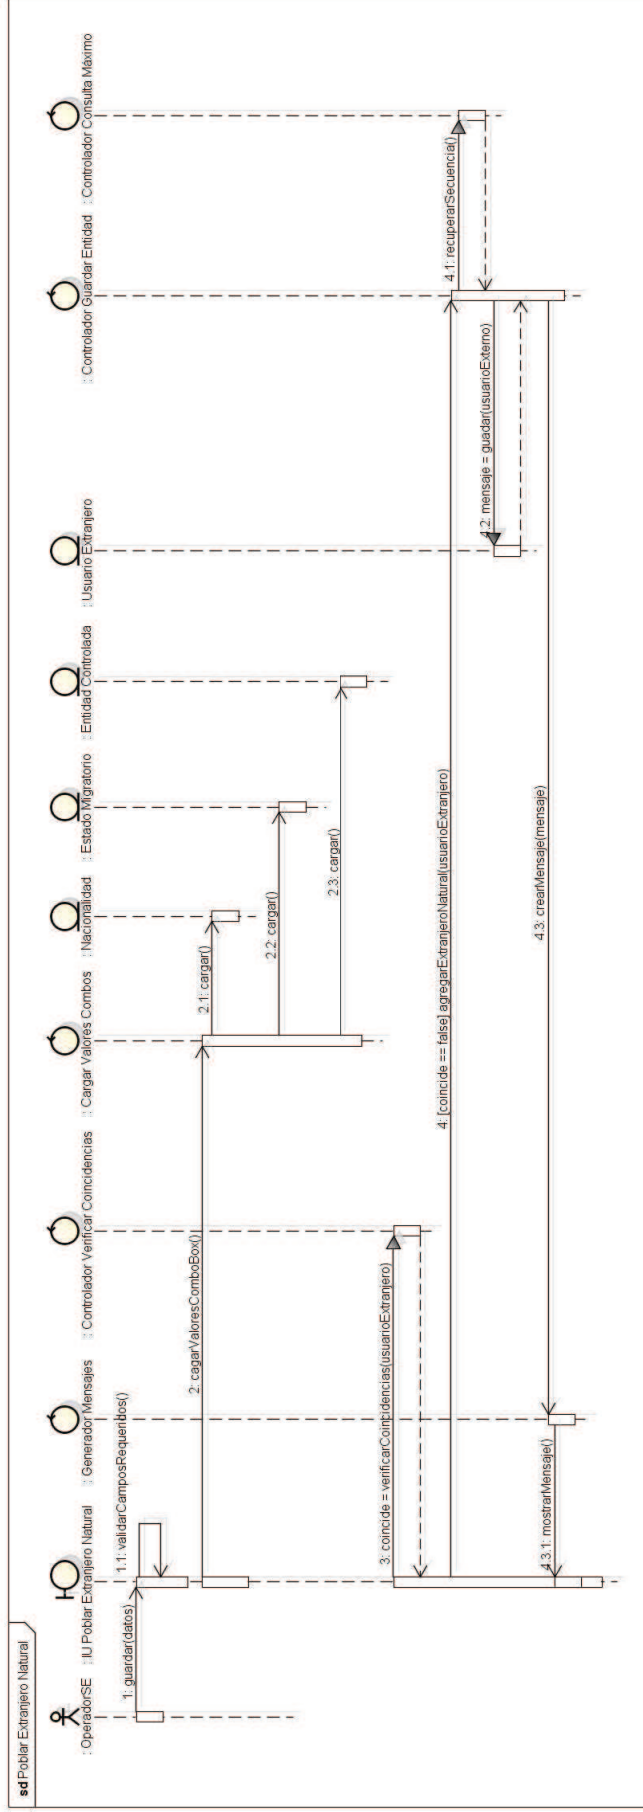 sd Poblar Extranjero Natural
: OperadorSE
: IU Poblar Extranjero Natural
: Generador Mensajes
: Controlador Verificar Coincidencias
: Cargar Valores Combos
: Nacionalidad
: Estado Migratorio
: Entidad Controlada
: Usuario Extranjero
: Controlador Guardar Entidad
: Controlador Consulta Máximo
1: guardar(datos)
1.1: validarCamposRequeridos()
2: cagarValoresComboBox()
2.1: cargar()
2.2: cargar()
2.3: cargar()
3: coincide = verificarCoincidencias(usuarioExtranjero)
4: [coincide == false] agregarExtranjeroNatural(usuarioExtranjero)
4.1: recuperarSecuencia()
4.2: mensaje = guadar(usuarioExterno)
4.3: crearMensaje(mensaje)
4.3.1: mostrarMensaje()